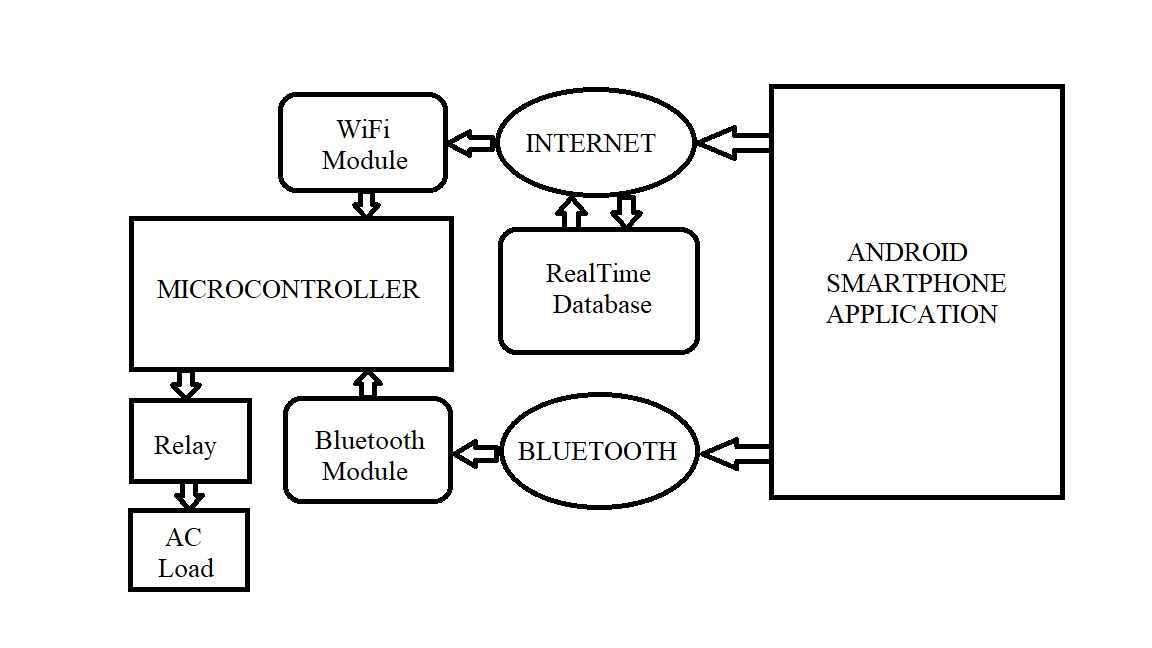 WiFi
Module
INTERNET
ANDROID
SMARTPHONE
APPLICATION
MICROCONTROLLER
RealTime
Database
Relay
Bluetooth
Module
BLUETOOTH
AC
Load